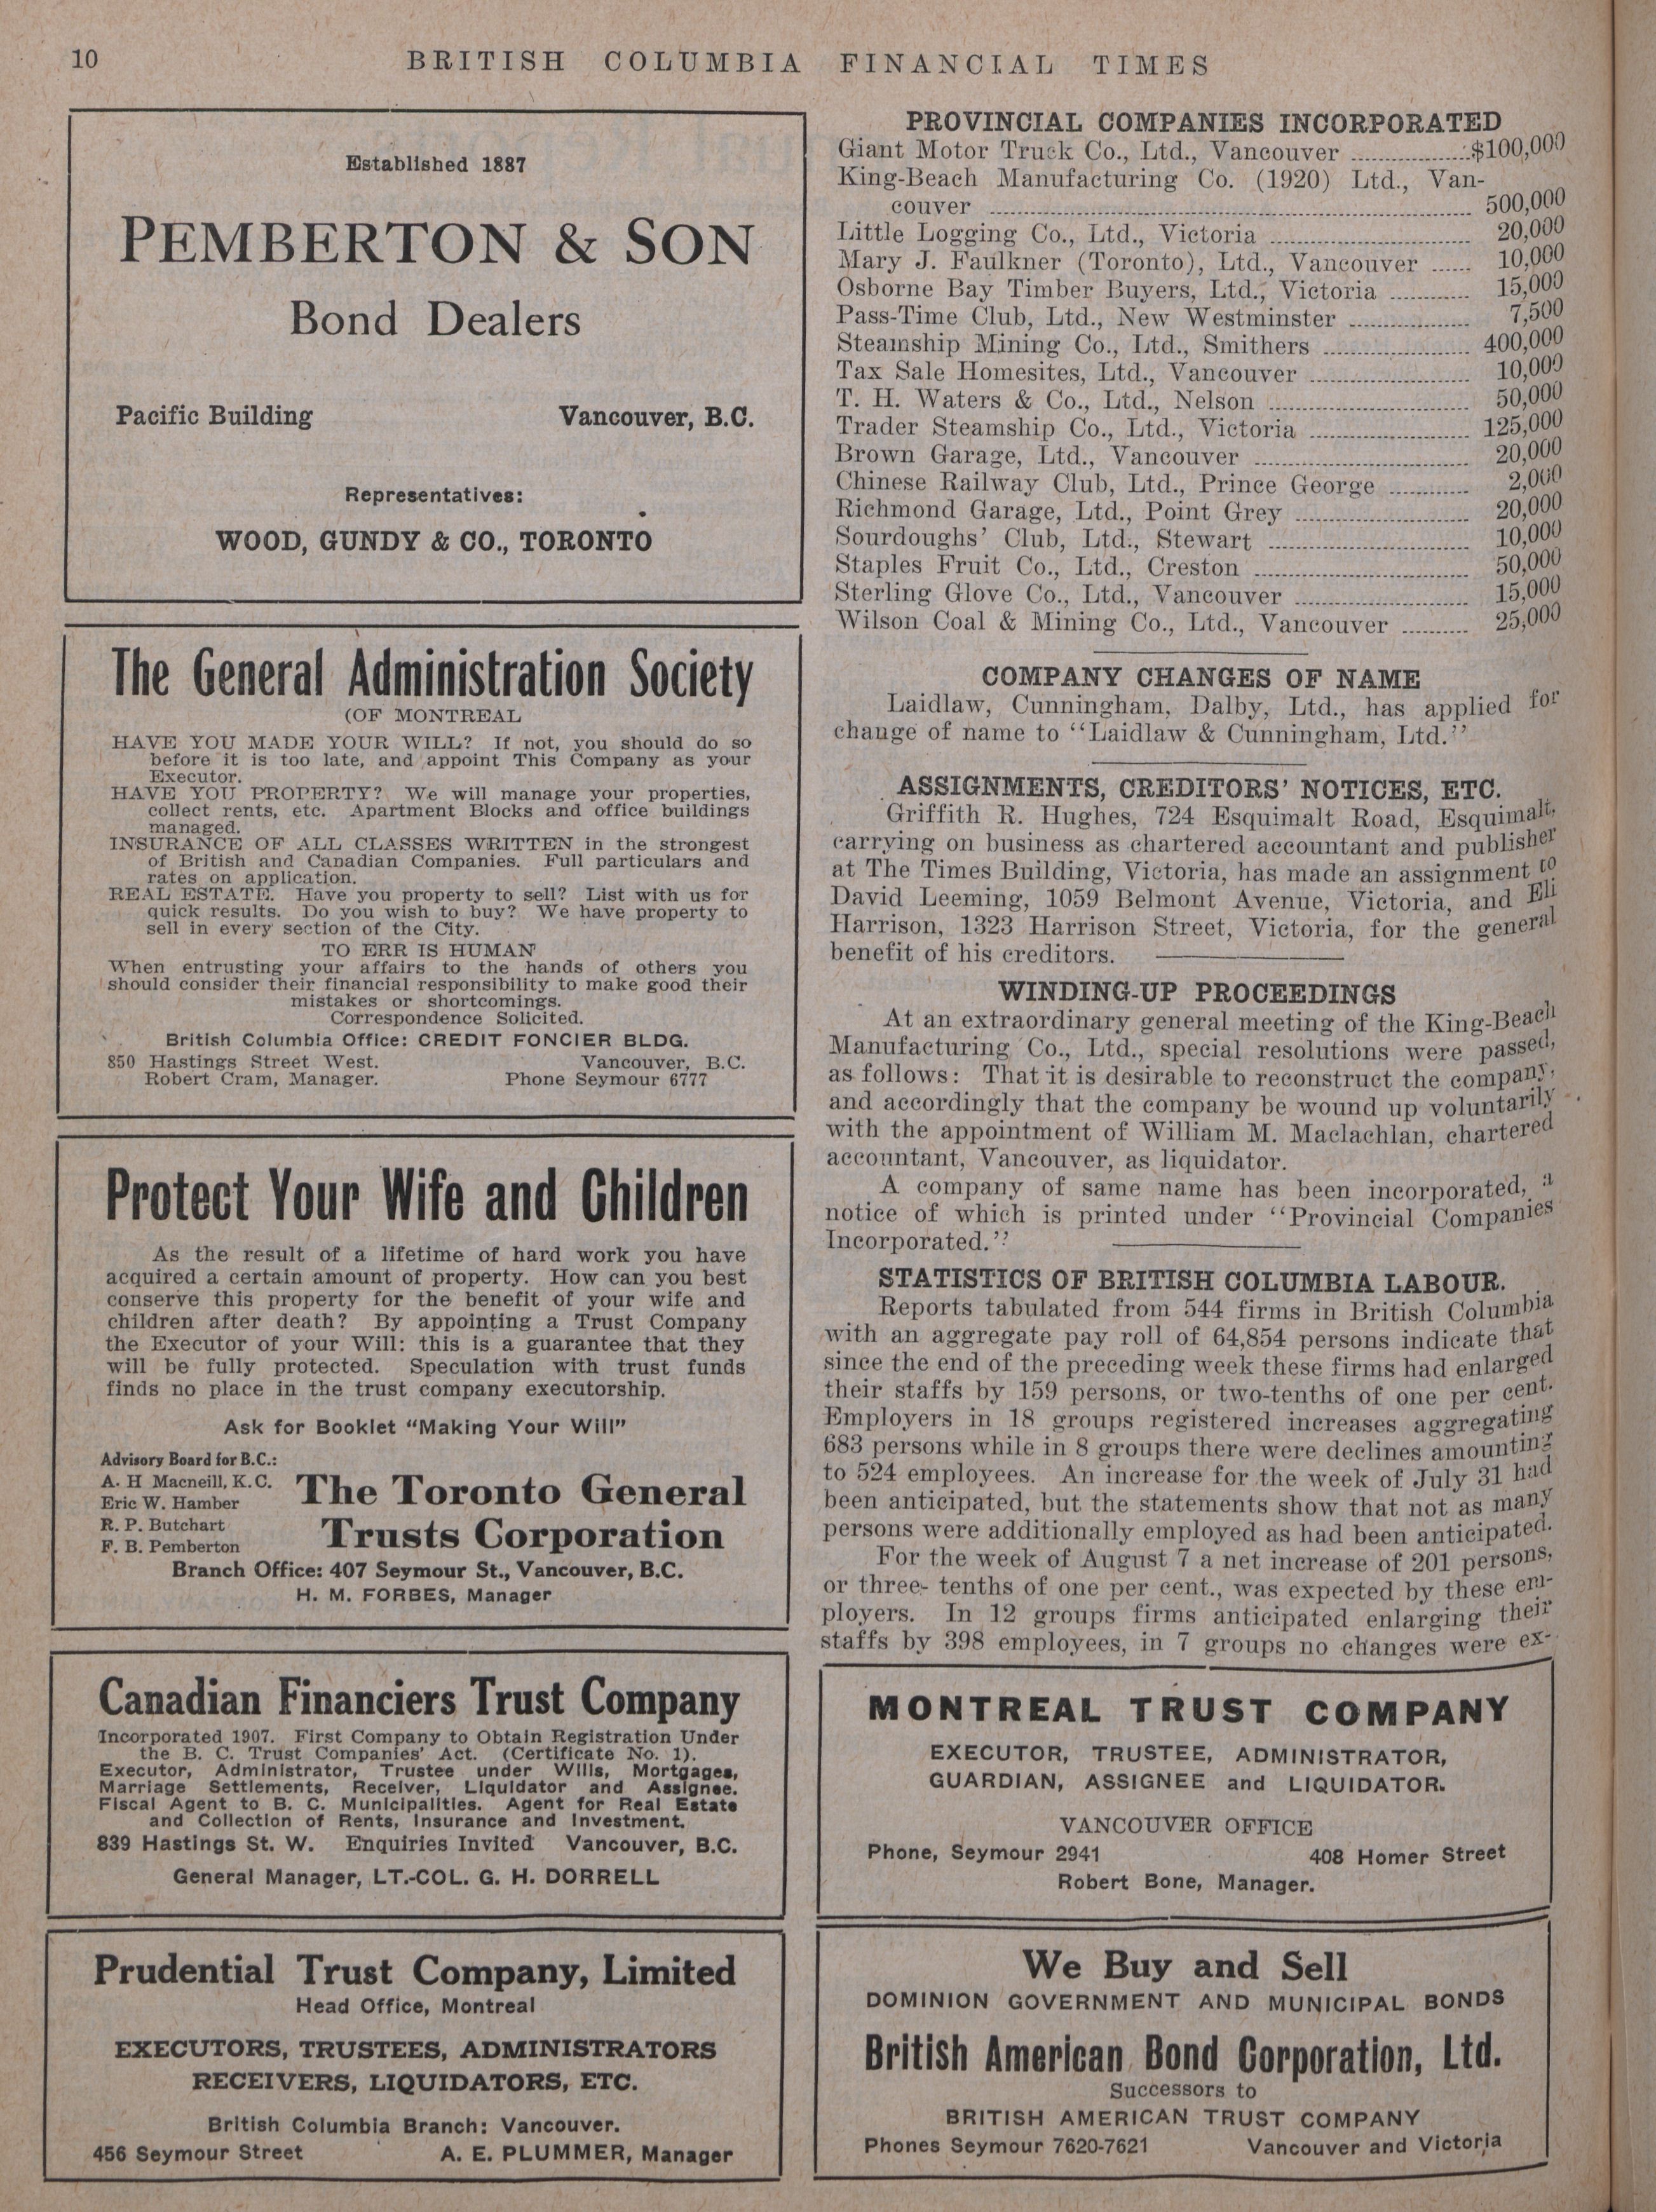 10
BRITISH COLUMBIA FINANCIAL TIMES
Established 1887
PEMBERTON & SON
Bond Dealers
Pacific Building Vancouver, B.C.
Representatives:
WOOD, GUNDY & CO., TORONTO
The General Administration Society
(OF MONTREAL
HAVE YOU MADE YOUR WILL? If not, you should do so
before it is too late, and appoint This Company as your
Executor.
HAVE YOU PROPERTY? We will manage your properties,
collect rents, etc. Apartment Blocks and office buildings
managed.
INSURANCE OF ALL CLASSES WRITTEN in the strongest
of British and Canadian Companies. Full particulars and
rates on application.
REAL ESTATE. Have you property to sell? List with us for
quick results. Do you wish to buy? We have property to
sell in every section of the City.
TO ERR IS HUMAN
When entrusting your affairs to the hands of others you
should consider their financial responsibility to make good their
mistakes or shortcomings.
Correspondence Solicited.
British Columbia Office: CREDIT FONCIER BLDG.
850 Hastings Street West. Vancouver, B.C.
Robert Cram, Manager. Phone Seymour 6777
Protect Your Wife and Children
As the result of a lifetime of hard work you have
acquired a certain amount of property. How can you best
conserve this property for the benefit of your wife and
children after death? By appointing a Trust Company
the Executor of your Will: this is a guarantee that they
will be fully protected. Speculation with trust funds
finds no place in the trust company executorship.
Ask for Booklet "Making Your Will"
Advisory Board for B.C.:
A. H Macneill, K.C.
Eric W. Hamber
R. P. Butchart
F. B. Pemberton
The Toronto General
Trusts Corporation
Branch Office: 407 Seymour St., Vancouver, B.C.
H. M. FORBES, Manager
Canadian Financiers Trust Company
Incorporated 1907. First Company to Obtain Registration Under
the B. C. Trust Companies' Act. (Certificate No. 1).
Executor, Administrator, Trustee under Wills, Mortgages,
Marriage Settlements, Receiver, Liquidator and Assignee.
Fiscal Agent to B. C. Municipalities. Agent for Real Estate
and Collection of Rents, Insurance and Investment.
839 Hastings St. W. Enquiries Invited Vancouver, B.C.
General Manager, LT.-COL. G. H. DORRELL
Prudential Trust Company, Limited
Head Office, Montreal
EXECUTORS, TRUSTEES, ADMINISTRATORS
RECEIVERS, LIQUIDATORS, ETC.
British Columbia Branch: Vancouver.
456 Seymour Street A. E. PLUMMER, Manager
PROVINCIAL COMPANIES INCORPORATED
Giant Motor Truck Co., Ltd., Vancouver ........ $100,000
King-Beach Manufacturing Co. (1920) Ltd., Van-
couver ........ 500,000
Little Logging Co., Ltd., Victoria ........ 20,000
Mary J. Faulkner (Toronto), Ltd., Vancouver ...... 10,000
Osborne Bay Timber Buyers, Ltd., Victoria ........ 15,000
Pass-Time Club, Ltd., New Westminster ........ 7,500
Steamship Mining Co., Ltd., Smithers ........ 400,000
Tax Sale Homesites, Ltd., Vancouver ........ 10,000
T. H. Waters & Co., Ltd., Nelson ........ 50,000
Trader Steamship Co., Ltd., Victoria ........ 125,000
Brown Garage, Ltd., Vancouver ........ 20,000
Chinese Railway Club, Ltd., Prince George ........ 2,000
Richmond Garage, Ltd., Point Grey ........ 20,000
Sourdoughs' Club, Ltd., Stewart ........ 10,000
Staples Fruit Co., Ltd., Creston ........ 50,000
Sterling Glove Co., Ltd., Vancouver ........ 15,000
Wilson Coal & Mining Co., Ltd., Vancouver ........ 25,000
COMPANY CHANGES OF NAME
Laidlaw, Cunningham, Dalby, Ltd., has applied for
change of name to "Laidlaw & Cunningham, Ltd."
ASSIGNMENTS, CREDITORS' NOTICES, ETC.
Griffith R. Hughes, 724 Esquimalt Road, Esquimalt,
carrying on business as chartered accountant and publisher
at The Times Building, Victoria, has made an assignment to
David Leeming, 1059 Belmont Avenue, Victoria, and Eli
Harrison, 1323 Harrison Street, Victoria, for the general
benefit of his creditors.
WINDING-UP PROCEEDINGS
At an extraordinary general meeting of the King-Beach
Manufacturing Co., Ltd., special resolutions were passed,
as follows: That it is desirable to reconstruct the company,
and accordingly that the company be wound up voluntarily
with the appointment of William M. Maclachlan, chartered
accountant, Vancouver, as liquidator.
A company of same name has been incorporated, a
notice of which is printed under "Provincial Companies
Incorporated."
STATISTICS OF BRITISH COLUMBIA LABOUR.
Reports tabulated from 544 firms in British Columbia
with an aggregate pay roll of 64,854 persons indicate that
since the end of the preceding week these firms had enlarged
their staffs by 159 persons, or two-tenths of one per cent.
Employers in 18 groups registered increases aggregating
683 persons while in 8 groups there were declines amounting
to 524 employees. An increase for the week of July 31 had
been anticipated, but the statements show that not as many
persons were additionally employed as had been anticipated.
For the week of August 7 a net increase of 201 persons,
or three- tenths of one per cent., was expected by these em-
ployers. In 12 groups firms anticipated enlarging their
staffs by 398 employees, in 7 groups no changes were ex-
MONTREAL TRUST COMPANY
EXECUTOR, TRUSTEE, ADMINISTRATOR,
GUARDIAN, ASSIGNEE and LIQUIDATOR.
VANCOUVER OFFICE
Phone, Seymour 2941 408 Homer Street
Robert Bone, Manager.
We Buy and Sell
DOMINION GOVERNMENT AND MUNICIPAL BONDS
British American Bond Corporation, Ltd.
Successors to
BRITISH AMERICAN TRUST COMPANY
Phones Seymour 7620-7621 Vancouver and Victoria